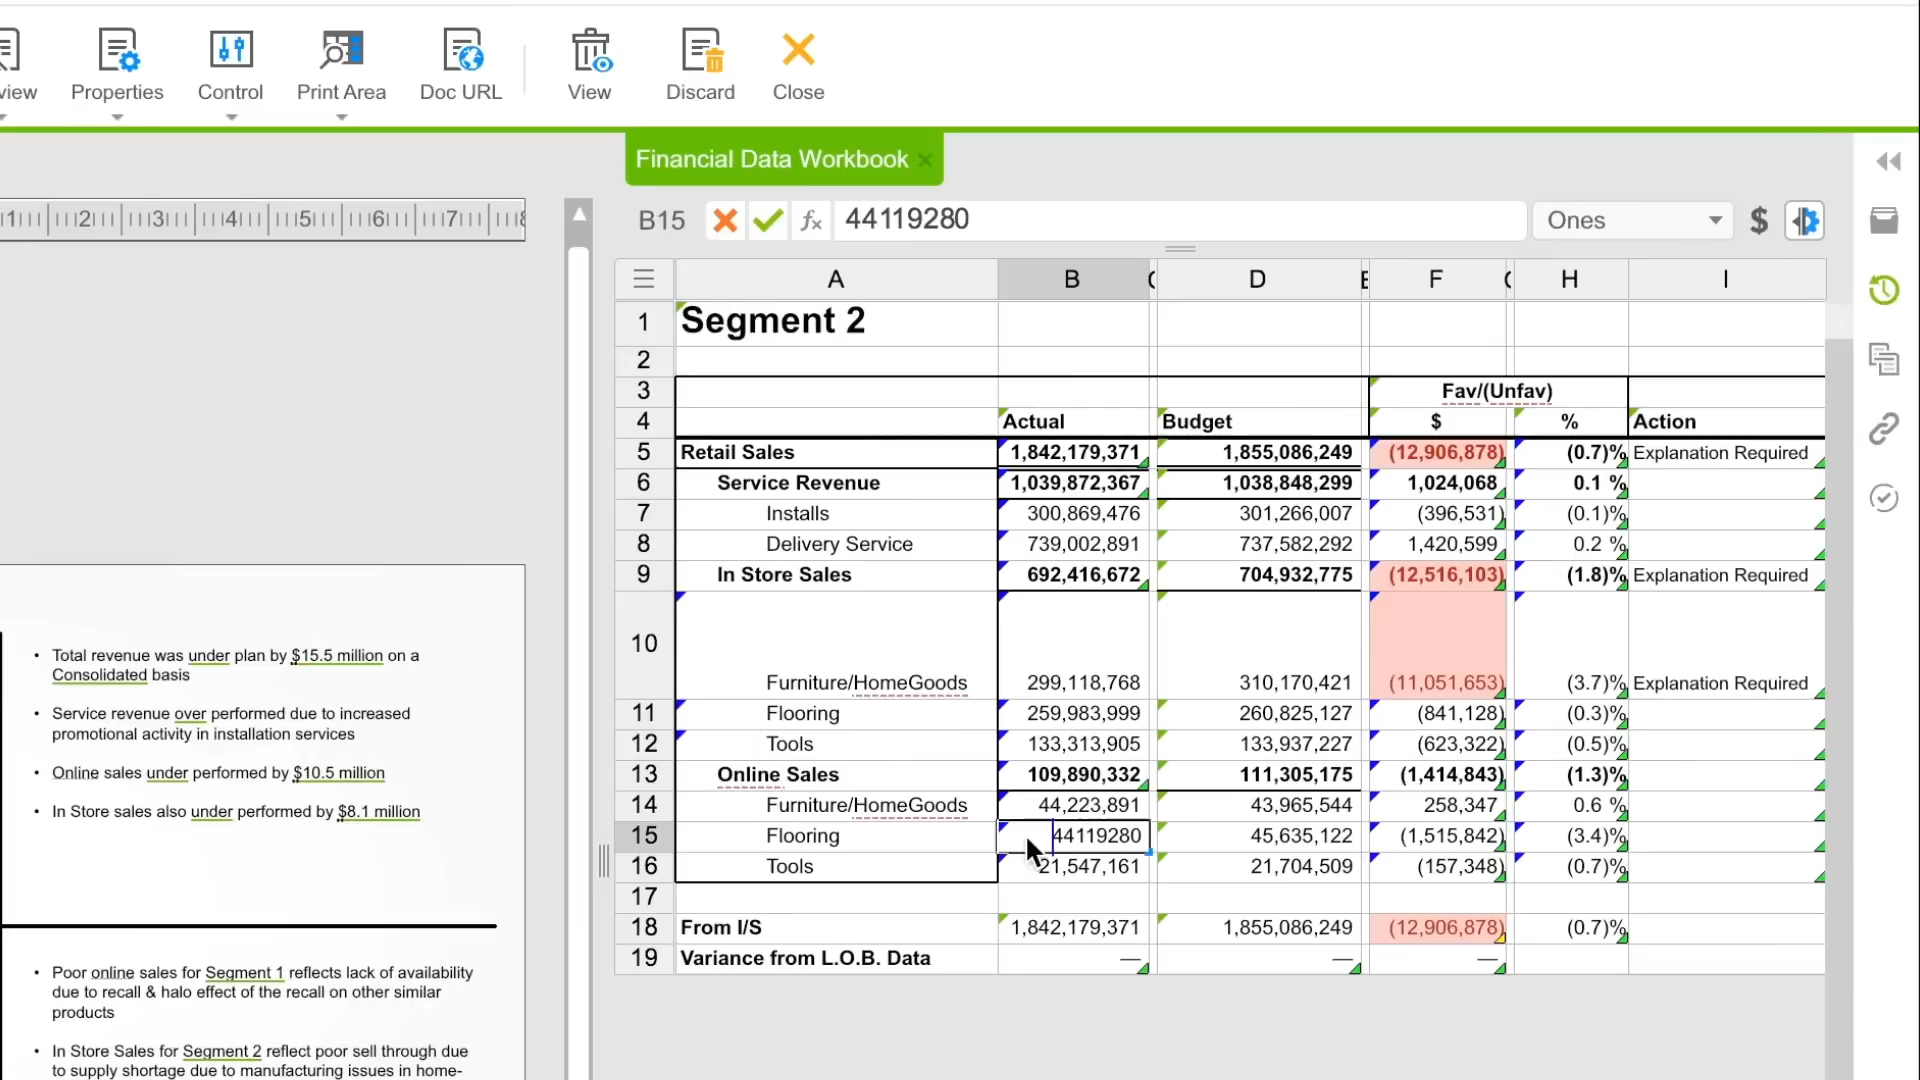 view Properties Control Print Area Doc URL View Discard Close
Financial Data Workbook
1 2 3 4 5 6 7 8
B15 fx 44119280 Ones $
A B D F H I
1 Segment 2
2
3 Fav/(Unfav)
4 Actual Budget $ % Action
5 Retail Sales 1,842,179,371 1,855,086,249 (12,906,878) (0.7)% Explanation Required
6 Service Revenue 1,039,872,367 1,038,848,299 1,024,068 0.1 %
7 Installs 300,869,476 301,266,007 (396,531) (0.1)%
8 Delivery Service 739,002,891 737,582,292 1,420,599 0.2 %
9 In Store Sales 692,416,672 704,932,775 (12,516,103) (1.8)% Explanation Required
10 Furniture/HomeGoods 299,118,768 310,170,421 (11,051,653) (3.7)% Explanation Required
11 Flooring 259,983,999 260,825,127 (841,128) (0.3)%
12 Tools 133,313,905 133,937,227 (623,322) (0.5)%
13 Online Sales 109,890,332 111,305,175 (1,414,843) (1.3)%
14 Furniture/HomeGoods 44,223,891 43,965,544 258,347 0.6 %
15 Flooring 44119280 45,635,122 (1,515,842) (3.4)%
16 Tools 21,547,161 21,704,509 (157,348) (0.7)%
17
18 From I/S 1,842,179,371 1,855,086,249 (12,906,878) (0.7)%
19 Variance from L.O.B. Data — — —
• Total revenue was under plan by $15.5 million on a
Consolidated basis
• Service revenue over performed due to increased
promotional activity in installation services
• Online sales under performed by $10.5 million
• In Store sales also under performed by $8.1 million
• Poor online sales for Segment 1 reflects lack of availability
due to recall & halo effect of the recall on other similar
products
• In Store Sales for Segment 2 reflect poor sell through due
to supply shortage due to manufacturing issues in home-